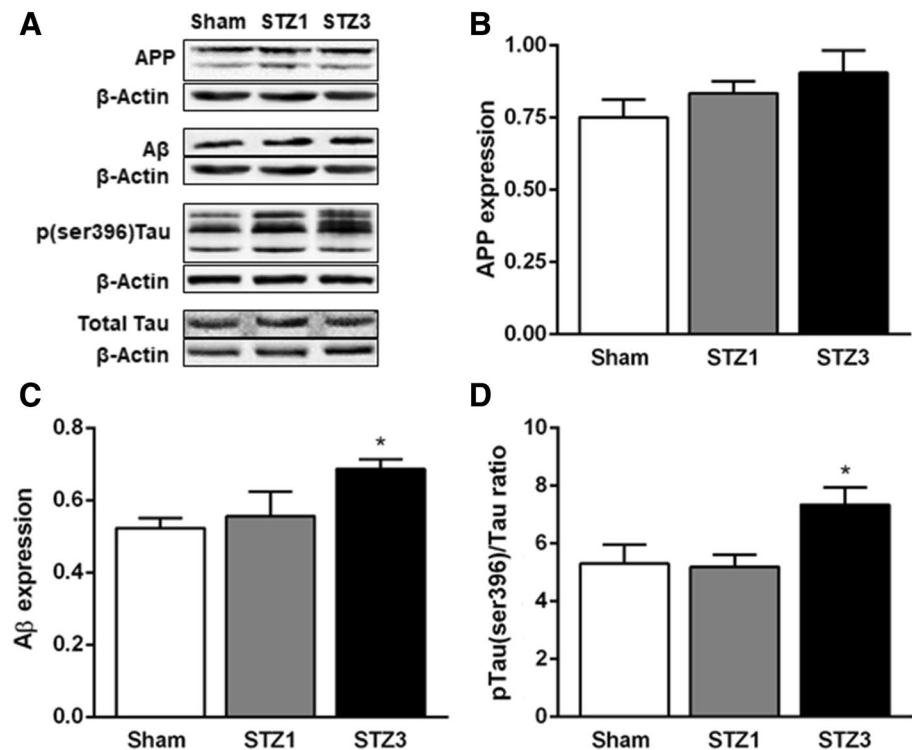 A
Sham STZ1 STZ3
APP
β-Actin
Aβ
β-Actin
p(ser396)Tau
β-Actin
Total Tau
β-Actin
B
APP expression
1.00
0.75
0.50
0.25
0.00
Sham STZ1 STZ3
C
Aβ expression
0.8
0.6
0.4
0.2
0.0
*
Sham STZ1 STZ3
D
pTau(ser396)/Tau ratio
10
8
6
4
2
0
*
Sham STZ1 STZ3